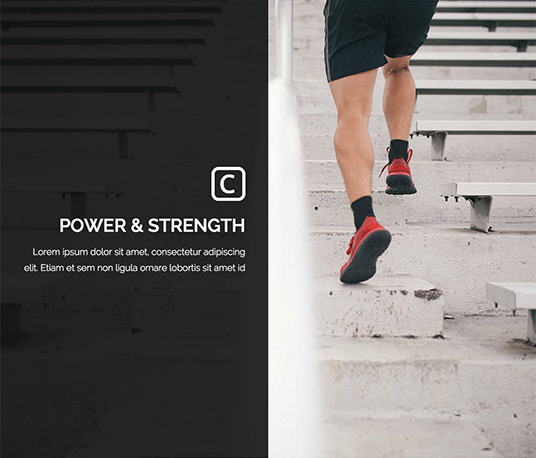 C
POWER & STRENGTH
Lorem ipsum dolor sit amet, consectetur adipiscing
elit. Etiam et sem non ligula ornare lobortis sit amet id